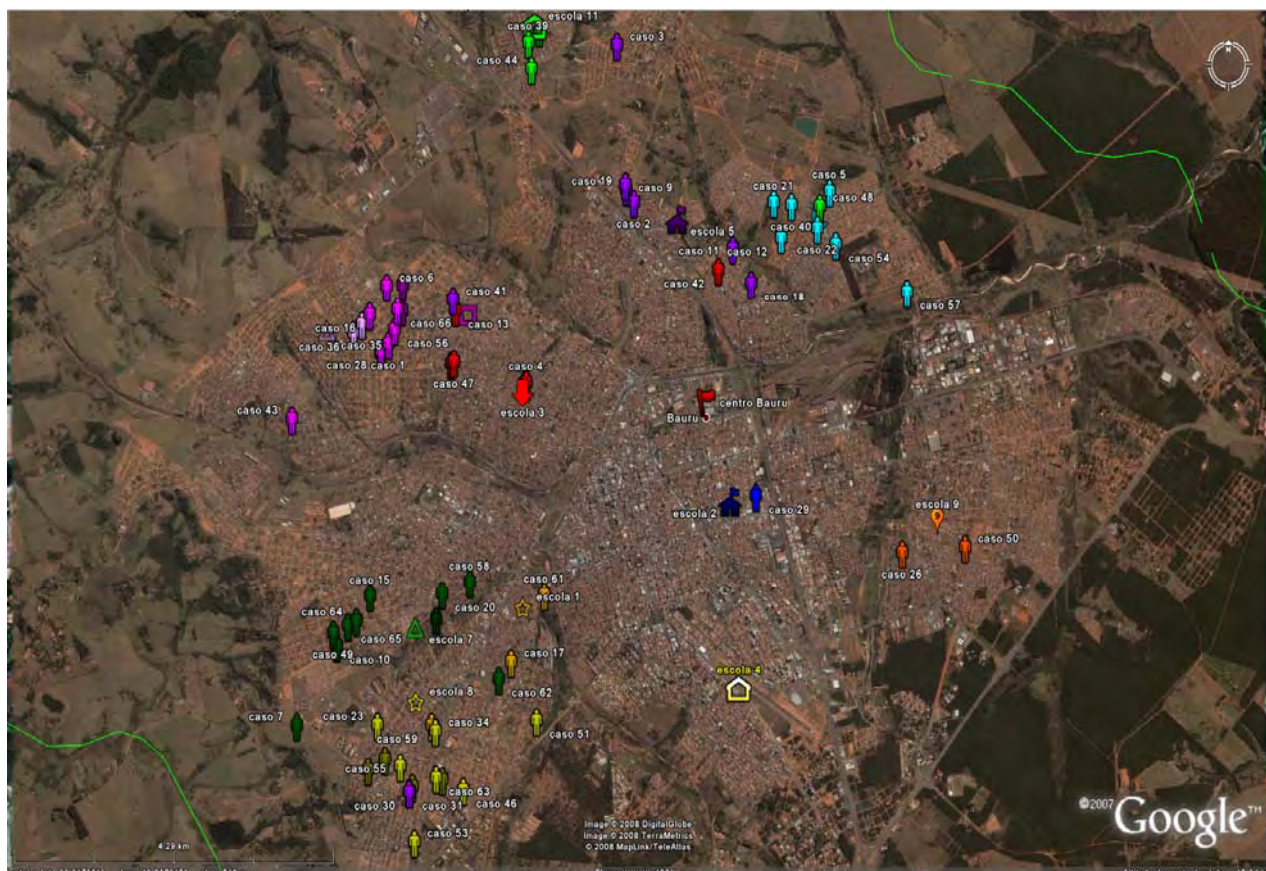 escola 11
caso 39
caso 3
caso 44
N
caso 19
caso 9
caso 2
escola 5
caso 21
caso 5
caso 48
caso 40
caso 22
caso 54
caso 11
caso 12
caso 42
caso 18
caso 57
caso 6
caso 41
caso 16
caso 66
caso 13
caso 36
caso 35
caso 56
caso 28
caso 1
caso 47
caso 4
escola 3
centro Bauru
Bauru
caso 43
escola 2
caso 29
escola 9
caso 50
caso 26
caso 58
caso 15
caso 61
escola 1
caso 20
caso 64
caso 65
escola 7
caso 49
caso 10
caso 17
caso 62
escola 4
escola 8
caso 7
caso 23
caso 34
caso 51
caso 59
caso 55
caso 63
caso 30
caso 31
caso 46
caso 53
4.29 km
Image © 2008 DigitalGlobe
Image © 2008 TerraMetrics
© 2008 MapLink/TeleAtlas
©2007 Google™